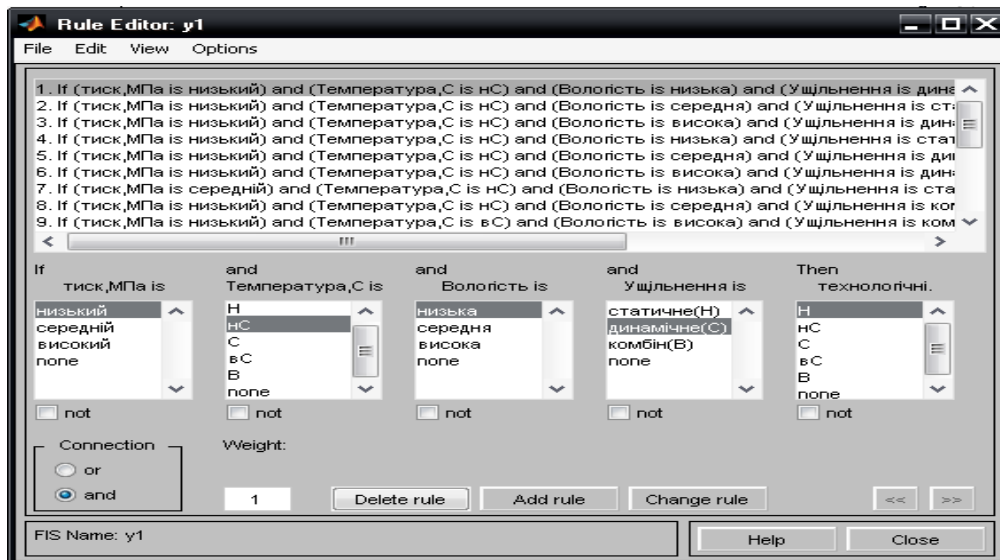 Rule Editor: y1
File Edit View Options
1. If (тиск,МПа is низький) and (Температура,С is нС) and (Вологість is низька) and (Ущільнення is дина
2. If (тиск,МПа is низький) and (Температура,С is нС) and (Вологість is середня) and (Ущільнення is ста
3. If (тиск,МПа is низький) and (Температура,С is нС) and (Вологість is висока) and (Ущільнення is дин
4. If (тиск,МПа is низький) and (Температура,С is нС) and (Вологість is низька) and (Ущільнення is стат
5. If (тиск,МПа is низький) and (Температура,С is нС) and (Вологість is середня) and (Ущільнення is ди
6. If (тиск,МПа is низький) and (Температура,С is нС) and (Вологість is висока) and (Ущільнення is дин
7. If (тиск,МПа is середній) and (Температура,С is нС) and (Вологість is низька) and (Ущільнення is ста
8. If (тиск,МПа is низький) and (Температура,С is нС) and (Вологість is середня) and (Ущільнення is ком
9. If (тиск,МПа is низький) and (Температура,С is вС) and (Вологість is висока) and (Ущільнення is ком
If and and and Then
тиск,МПа is Температура,С is Вологість is Ущільнення is технологічні.
низький Н низька статичне(Н) Н
середній нС середня динамічне(С) нС
високий С висока комбін(В) С
none вС none none вС
В В
none none
not not not not not
Connection Weight:
or
and 1 Delete rule Add rule Change rule << >>
FIS Name: y1 Help Close